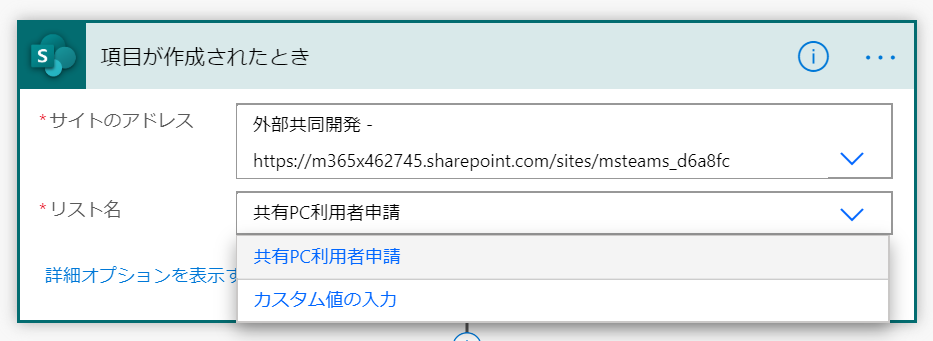 項目が作成されたとき
*サイトのアドレス
外部共同開発 -
https://m365x462745.sharepoint.com/sites/msteams_d6a8fc
*リスト名
共有PC利用者申請
共有PC利用者申請
詳細オプションを表示す
カスタム値の入力